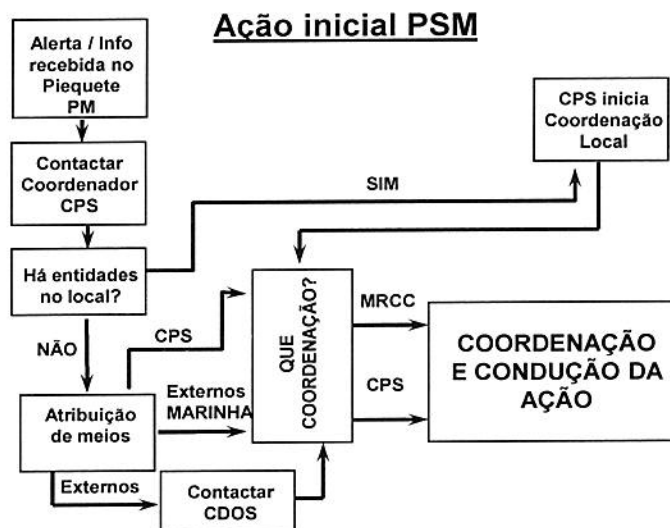 Ação inicial PSM
Alerta / Info
recebida no
Piequete
PM
CPS inicia
Coordenação
Local
Contactar
Coordenador
CPS
SIM
Há entidades
no local?
QUE
COORDENAÇÃO?
MRCC
NÃO
CPS
COORDENAÇÃO
E CONDUÇÃO DA
AÇÃO
Externos
MARINHA
CPS
Atribuição
de meios
Externos
Contactar
CDOS